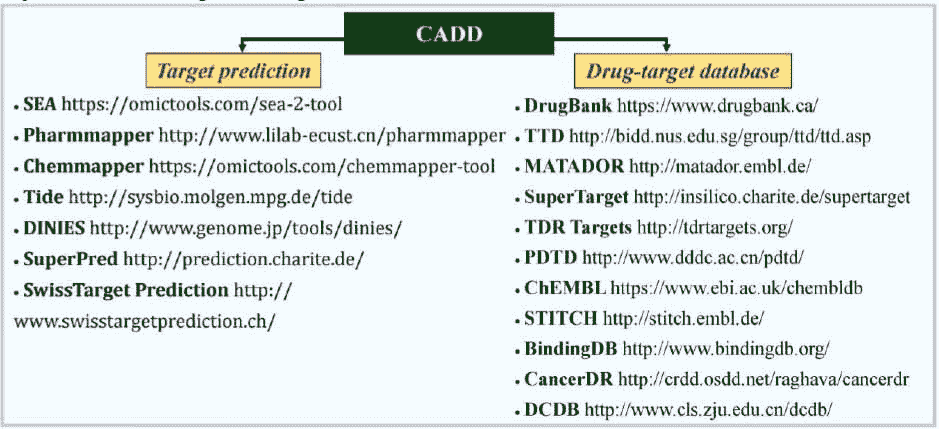 CADD
Target prediction
• SEA https://omictools.com/sea-2-tool
• Pharmmapper http://www.lilab-ecust.cn/pharmmapper
• Chemmapper https://omictools.com/chemmapper-tool
• Tide http://sysbio.molgen.mpg.de/tide
• DINIES http://www.genome.jp/tools/dinies/
• SuperPred http://prediction.charite.de/
• SwissTarget Prediction http://
www.swisstargetprediction.ch/
Drug-target database
• DrugBank https://www.drugbank.ca/
• TTD http://bidd.nus.edu.sg/group/ttd/ttd.asp
• MATADOR http://matador.embl.de/
• SuperTarget http://insilico.charite.de/supertarget
• TDR Targets http://tdrtargets.org/
• PDTD http://www.dddc.ac.cn/pdtd/
• ChEMBL https://www.ebi.ac.uk/chembldb
• STITCH http://stitch.embl.de/
• BindingDB http://www.bindingdb.org/
• CancerDR http://crdd.osdd.net/raghava/cancerdr
• DCDB http://www.cls.zju.edu.cn/dcdb/